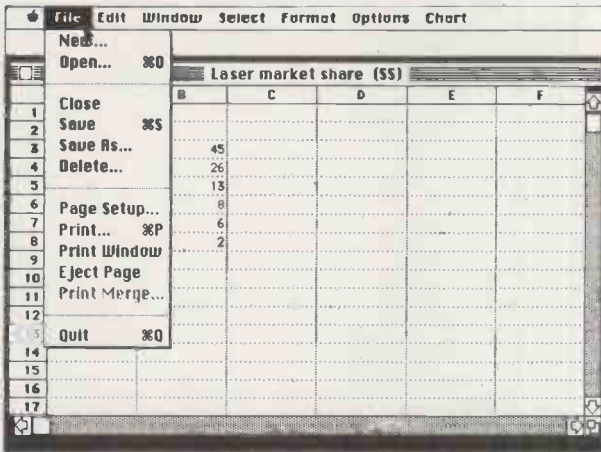 File Edit Window Select Format Options Chart
New...
Open... ⌘O
Close
Save ⌘S
Save As...
Delete...
Page Setup...
Print... ⌘P
Print Window
Eject Page
Print Merge...
Quit ⌘Q
Laser market share ($$)
B C D E F
1
2
3 45
4 26
5 13
6 8
7 6
8 2
9
10
11
12
13
14
15
16
17